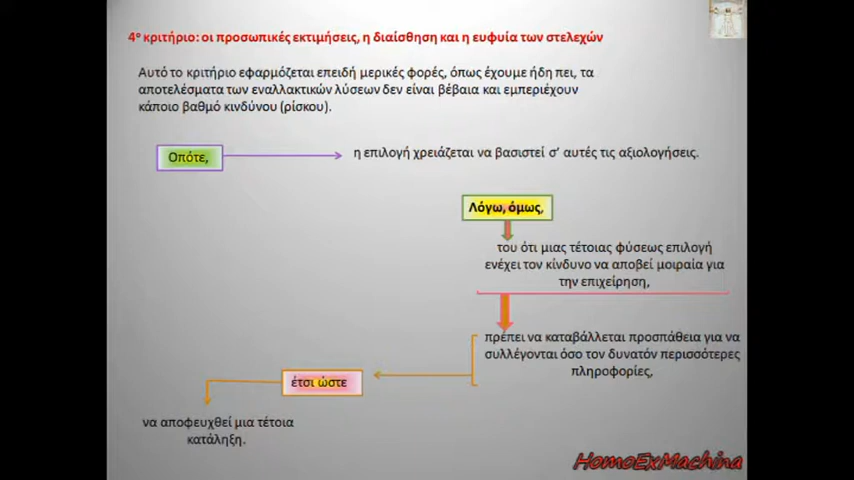 4ο κριτήριο: οι προσωπικές εκτιμήσεις, η διαίσθηση και η ευφυία των στελεχών
Αυτό το κριτήριο εφαρμόζεται επειδή μερικές φορές, όπως έχουμε ήδη πει, τα
αποτελέσματα των εναλλακτικών λύσεων δεν είναι βέβαια και εμπεριέχουν
κάποιο βαθμό κινδύνου (ρίσκου).
Οπότε,
η επιλογή χρειάζεται να βασιστεί σ’ αυτές τις αξιολογήσεις.
Λόγω, όμως,
του ότι μιας τέτοιας φύσεως επιλογή
ενέχει τον κίνδυνο να αποβεί μοιραία για
την επιχείρηση,
πρέπει να καταβάλλεται προσπάθεια για να
συλλέγονται όσο τον δυνατόν περισσότερες
πληροφορίες,
έτσι ώστε
να αποφευχθεί μια τέτοια
κατάληξη.
HomoExMachina